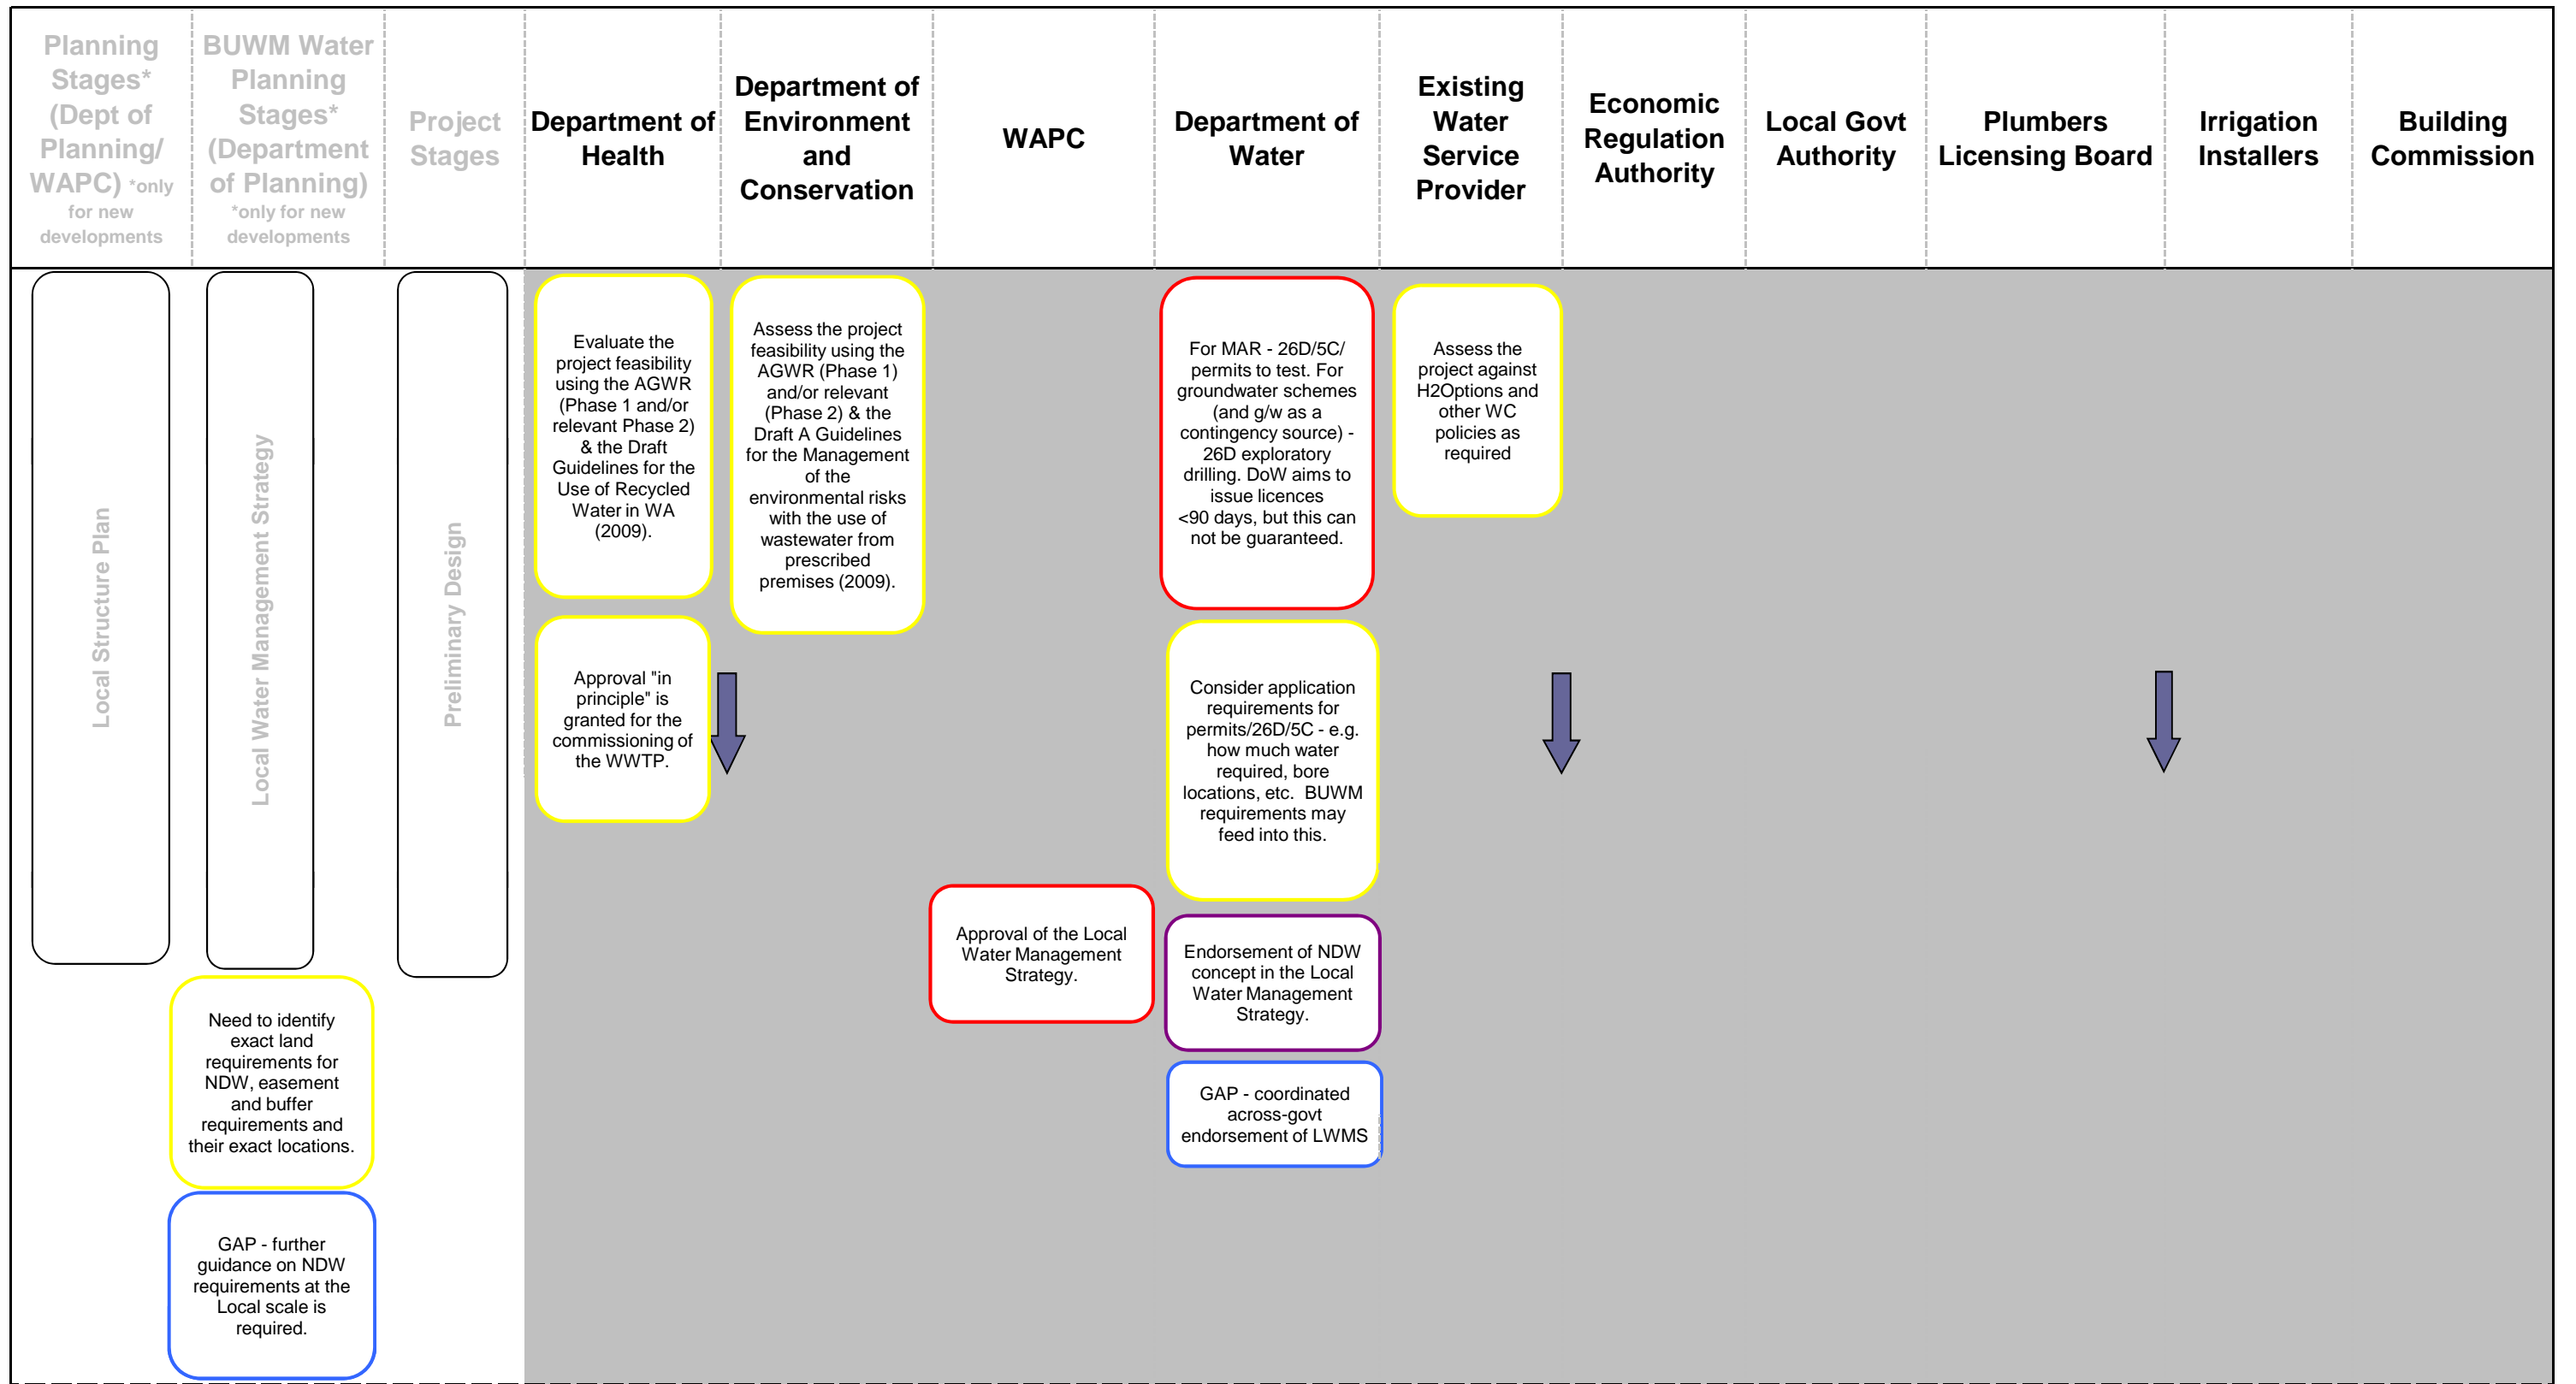 Planning
Stages*
(Dept of
Planning/
WAPC) *only
for new
developments
BUWM Water
Planning
Stages*
(Department
of Planning)
*only for new
developments
Project
Stages
Department of
Health
Department of
Environment
and
Conservation
WAPC
Department of
Water
Existing
Water
Service
Provider
Economic
Regulation
Authority
Local Govt
Authority
Plumbers
Licensing Board
Irrigation
Installers
Building
Commission
Local Structure Plan
Local Water Management Strategy
Preliminary Design
Evaluate the
project feasibility
using the AGWR
(Phase 1 and/or
relevant Phase 2)
& the Draft
Guidelines for the
Use of Recycled
Water in WA
(2009).
Assess the project
feasibility using the
AGWR (Phase 1)
and/or relevant
(Phase 2) & the
Draft A Guidelines
for the Management
of the
environmental risks
with the use of
wastewater from
prescribed
premises (2009).
For MAR - 26D/5C/
permits to test. For
groundwater schemes
(and g/w as a
contingency source) -
26D exploratory
drilling. DoW aims to
issue licences
<90 days, but this can
not be guaranteed.
Assess the
project against
H2Options and
other WC
policies as
required
Approval "in
principle" is
granted for the
commissioning of
the WWTP.
Consider application
requirements for
permits/26D/5C - e.g.
how much water
required, bore
locations, etc.  BUWM
requirements may
feed into this.
Approval of the Local
Water Management
Strategy.
Endorsement of NDW
concept in the Local
Water Management
Strategy.
GAP - coordinated
across-govt
endorsement of LWMS
Need to identify
exact land
requirements for
NDW, easement
and buffer
requirements and
their exact locations.
GAP - further
guidance on NDW
requirements at the
Local scale is
required.